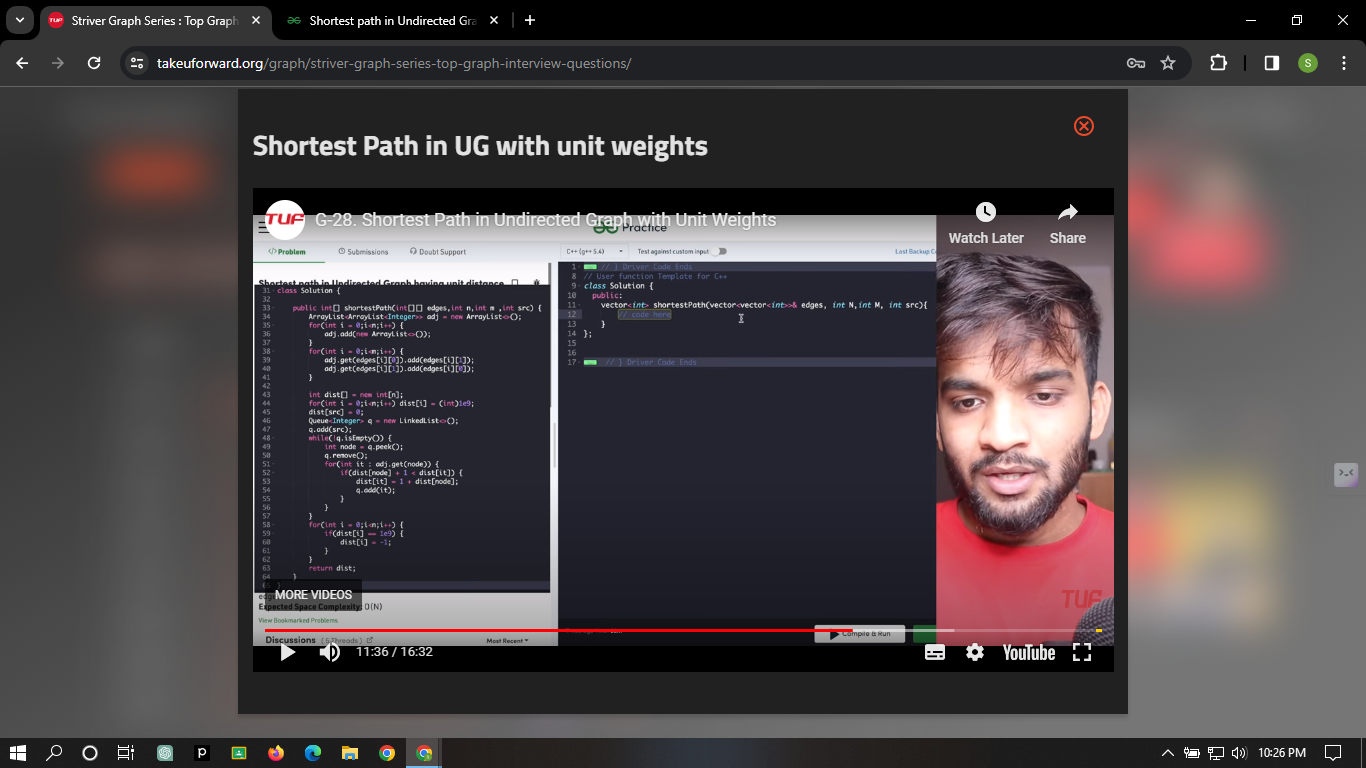 TUF Striver Graph Series : Top Graph
Shortest path in Undirected Gra
takeuforward.org/graph/striver-graph-series-top-graph-interview-questions/
S
Shortest Path in UG with unit weights
TUF
G-28. Shortest Path in Undirected Graph with Unit Weights
Watch Later
Share
Practice
</>Problem
Submissions
Doubt Support
C++ (g++ 5.4)
Test against custom input
Last Backup Co
Shortest path in Undirected Graph having unit distance
31 class Solution {
32
33 public int[] shortestPath(int[][] edges,int n,int m ,int src) {
34 ArrayList<ArrayList<Integer>> adj = new ArrayList<>();
35 for(int i = 0;i<n;i++) {
36 adj.add(new ArrayList<>());
37 }
38 for(int i = 0;i<m;i++) {
39 adj.get(edges[i][0]).add(edges[i][1]);
40 adj.get(edges[i][1]).add(edges[i][0]);
41 }
42
43 int dist[] = new int[n];
44 for(int i = 0;i<n;i++) dist[i] = (int)1e9;
45 dist[src] = 0;
46 Queue<Integer> q = new LinkedList<>();
47 q.add(src);
48 while(!q.isEmpty()) {
49 int node = q.peek();
50 q.remove();
51 for(int it : adj.get(node)) {
52 if(dist[node] + 1 < dist[it]) {
53 dist[it] = 1 + dist[node];
54 q.add(it);
55 }
56 }
57 }
58 for(int i = 0;i<n;i++) {
59 if(dist[i] == 1e9) {
60 dist[i] = -1;
61 }
62 }
63 return dist;
64 }
65 }
1 // } Driver Code Ends
8 // User function Template for C++
9 class Solution {
10 public:
11 vector<int> shortestPath(vector<vector<int>>& edges, int N,int M, int src){
12 // code here
13 }
14 };
15
16
17 // } Driver Code Ends
MORE VIDEOS
Expected Space Complexity: O(N)
View Bookmarked Problems
Discussions (5 Threads)
Most Recent
Compile & Run
TUF
11:36 / 16:32
YouTube
10:26 PM